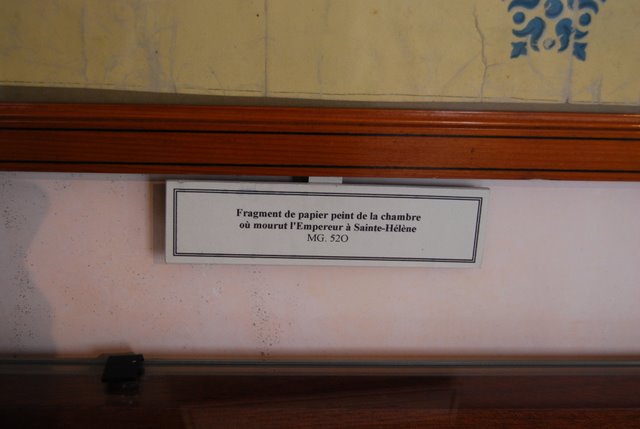 Fragment de papier peint de la chambre
où mourut l'Empereur à Sainte-Hélène
MG. 52O